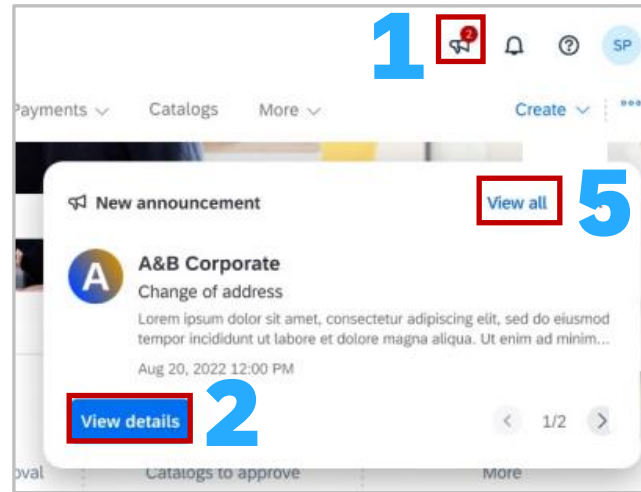 1
2
SP
Payments
Catalogs
More
Create
New announcement
View all
5
A
A&B Corporate
Change of address
Lorem ipsum dolor sit amet, consectetur adipiscing elit, sed do eiusmod
tempor incididunt ut labore et dolore magna aliqua. Ut enim ad minim...
Aug 20, 2022 12:00 PM
View details
2
1/2
oval
Catalogs to approve
More